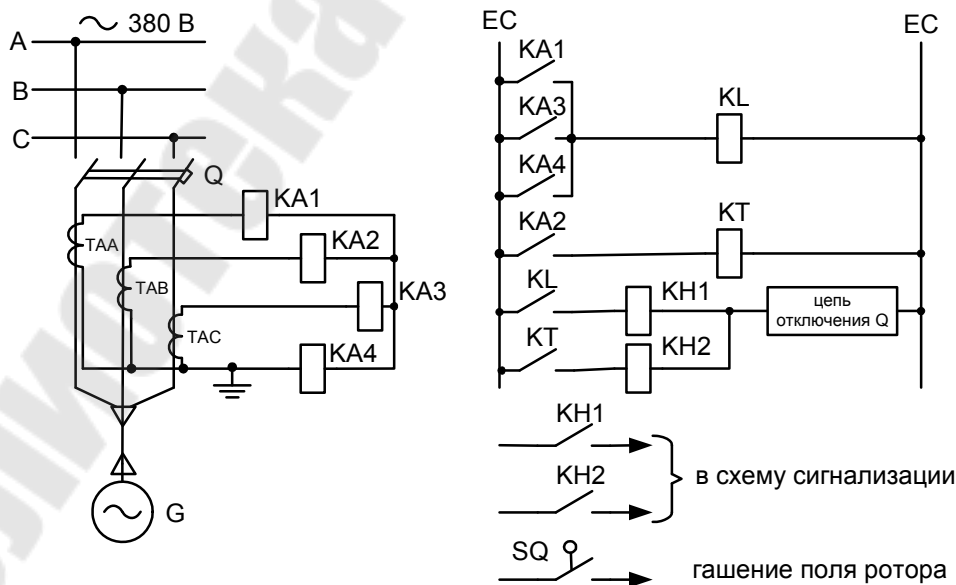 ~ 380 В
A
B
C
Q
KA1
KA2
KA3
KA4
TAA
TAB
TAC
G
EC
EC
KA1
KA3
KA4
KL
KA2
KT
KL
KH1
цепь
отключения Q
KT
KH2
KH1
KH2
в схему сигнализации
SQ
гашение поля ротора